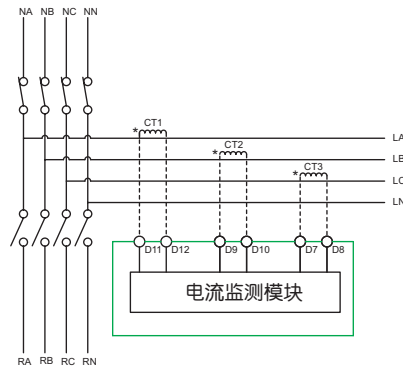 NA NB NC NN
* CT1
LA
* CT2
LB
* CT3
LC
LN
D11 D12 D9 D10 D7 D8
电流监测模块
RA RB RC RN